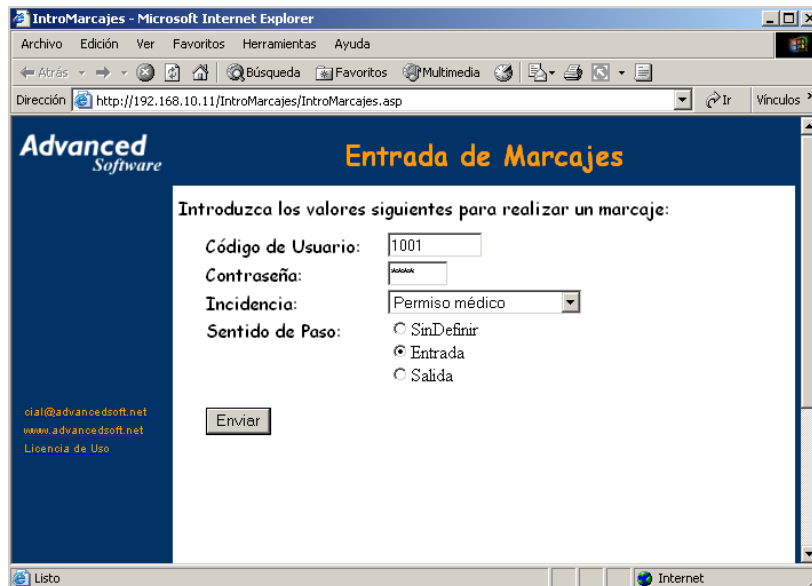 IntroMarcajes - Microsoft Internet Explorer
Archivo Edición Ver Favoritos Herramientas Ayuda
Atrás Búsqueda Favoritos Multimedia
Dirección http://192.168.10.11/IntroMarcajes/IntroMarcajes.asp Ir Vínculos »
Advanced
Software
Entrada de Marcajes
Introduzca los valores siguientes para realizar un marcaje:
Código de Usuario: 1001
Contraseña: ****
Incidencia: Permiso médico
Sentido de Paso: SinDefinir
Entrada
Salida
Enviar
cial@advancedsoft.net
www.advancedsoft.net
Licencia de Uso
Listo Internet